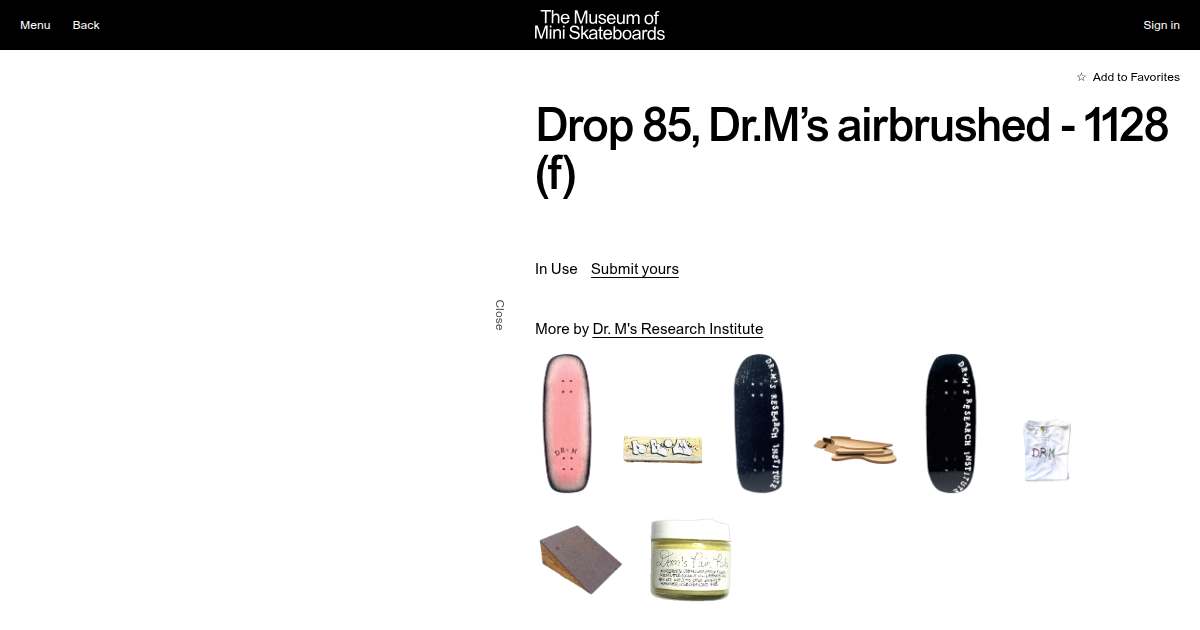 Menu
Back
The Museum of
Mini Skateboards
Sign in
☆ Add to Favorites
Drop 85, Dr.M’s airbrushed - 1128
(f)
In Use
Submit yours
Close
More by Dr. M's Research Institute
DR•M
DR•M'S RESEARCH INSTITUTE
DR•M'S RESEARCH INSTITUTE
DR•M